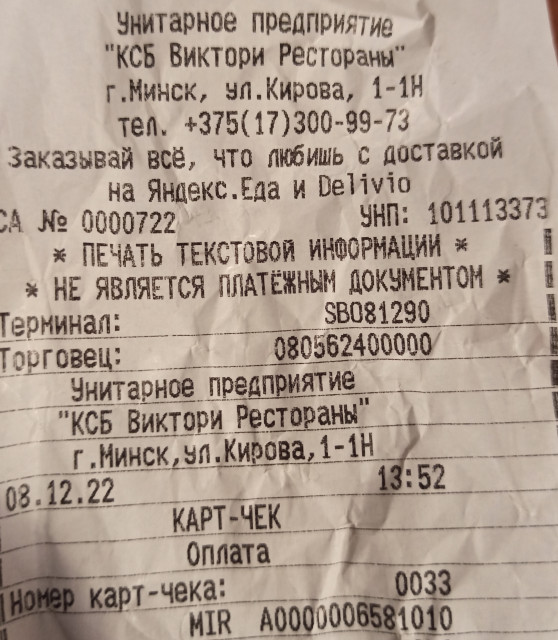 Унитарное предприятие
"КСБ Виктори Рестораны"
г.Минск, ул.Кирова, 1-1Н
тел. +375(17)300-99-73
Заказывай всё, что любишь с доставкой
на Яндекс.Еда и Delivio
СА № 0000722 УНП: 101113373
* ПЕЧАТЬ ТЕКСТОВОЙ ИНФОРМАЦИИ *
* НЕ ЯВЛЯЕТСЯ ПЛАТЁЖНЫМ ДОКУМЕНТОМ *
Терминал: SB081290
Торговец: 080562400000
Унитарное предприятие
"КСБ Виктори Рестораны"
г.Минск,ул.Кирова,1-1Н
08.12.22 13:52
КАРТ-ЧЕК
Оплата
Номер карт-чека: 0033
MIR A0000006581010